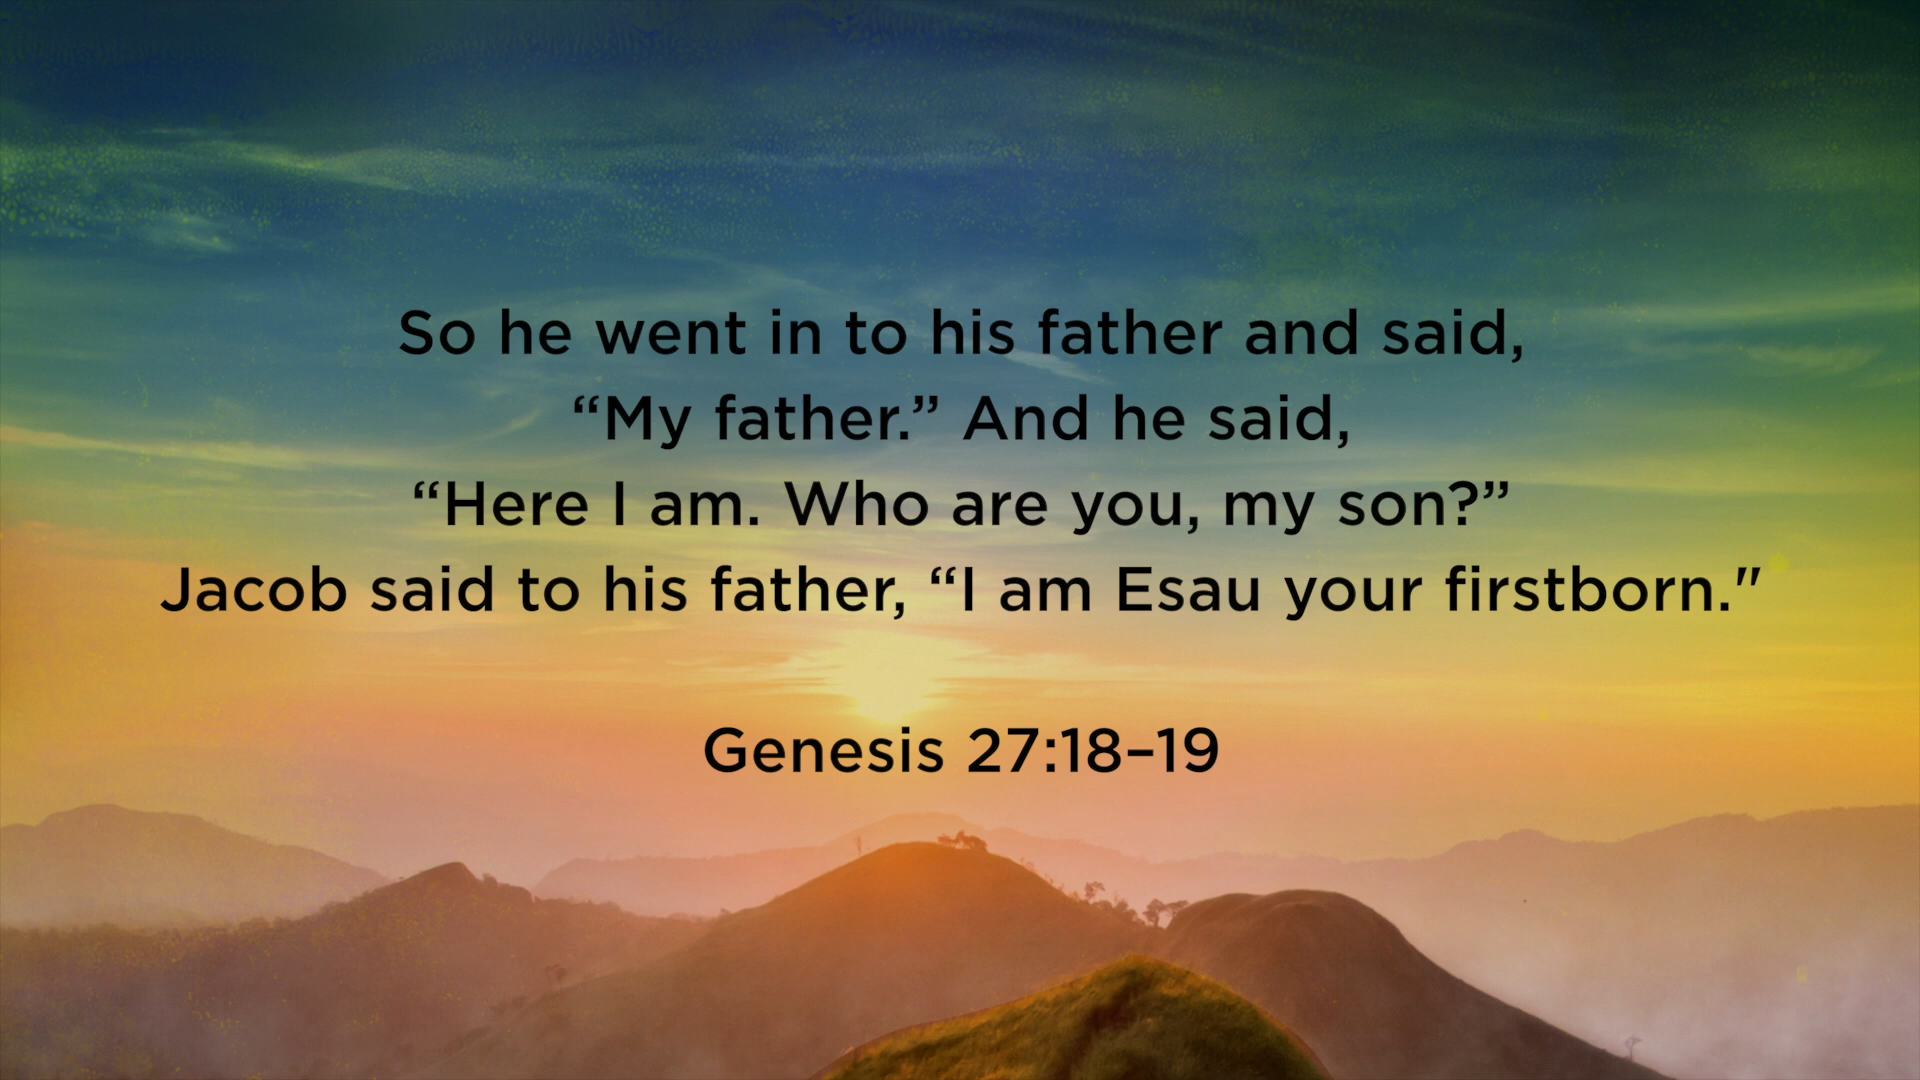 So he went in to his father and said,
“My father.” And he said,
“Here I am. Who are you, my son?”
Jacob said to his father, “I am Esau your firstborn."
Genesis 27:18–19